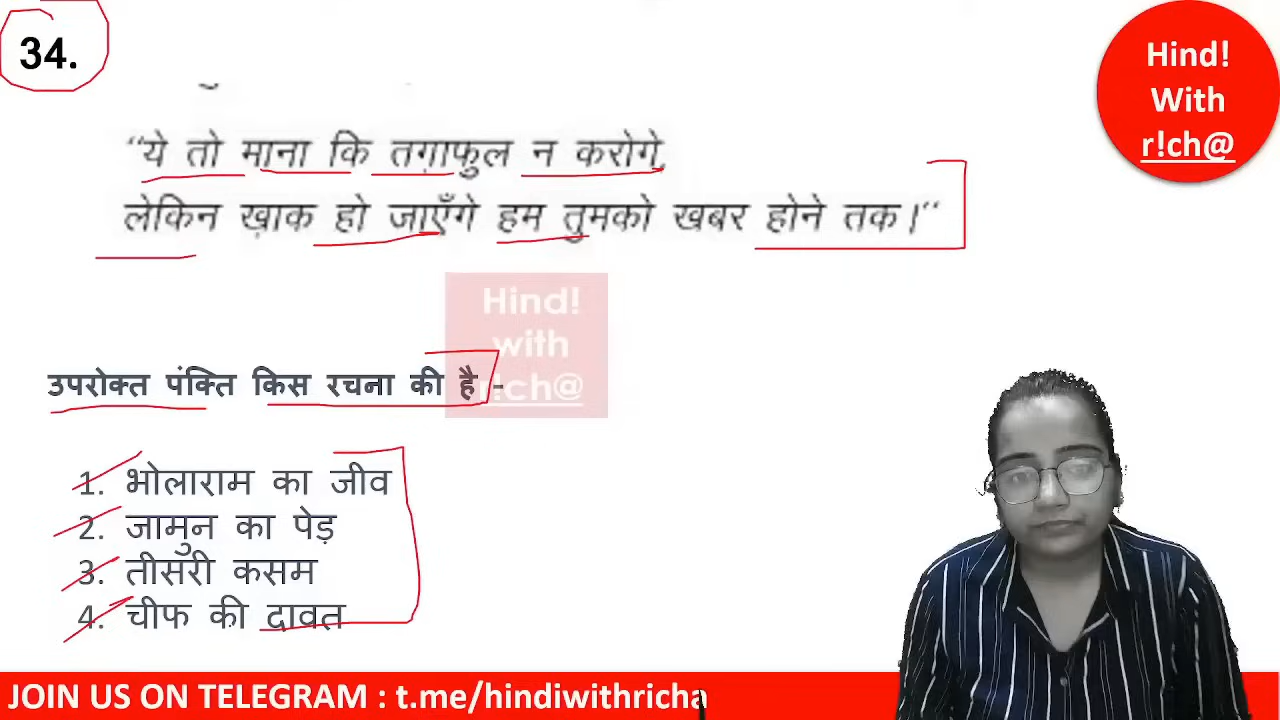 34.
Hind!
With
r!ch@
“ये तो माना कि तग़ाफुल न करोगे,
लेकिन ख़ाक हो जाएँगे हम तुमको खबर होने तक।“
Hind!
with
r!ch@
उपरोक्त पंक्ति किस रचना की है -
1. भोलाराम का जीव
2. जामुन का पेड़
3. तीसरी कसम
4. चीफ की दावत
JOIN US ON TELEGRAM : t.me/hindiwithricha